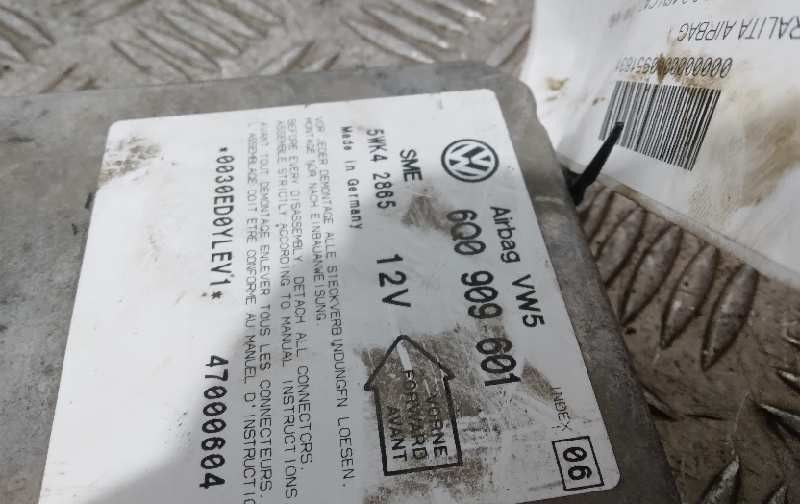 Airbag VW5
6Q0 909 601
INDEX 06
SME
12V
VORNE
FORWARD
AVANT
5WK4 2865
Made in Germany
VOR JEDER DEMONTAGE ALLE STECKVERBINDUNGEN LOESEN.
MONTAGE NUR NACH EINBAUANWEISUNG.
BEFORE EVERY DISASSEMBLY DETACH ALL CONNECTORS.
ASSEMBLE STRICTLY ACCORDING TO MANUAL INSTRUCTIONS
AVANT TOUT DEMONTAGE ENLEVER TOUS LES CONNECTEURS.
L'ASSEMBLAGE DOIT ETRE CONFORME AU MANUEL D'INSTRUCTIONS
*0030ED0YLEV1*
47000604
RALITA AIRBAG